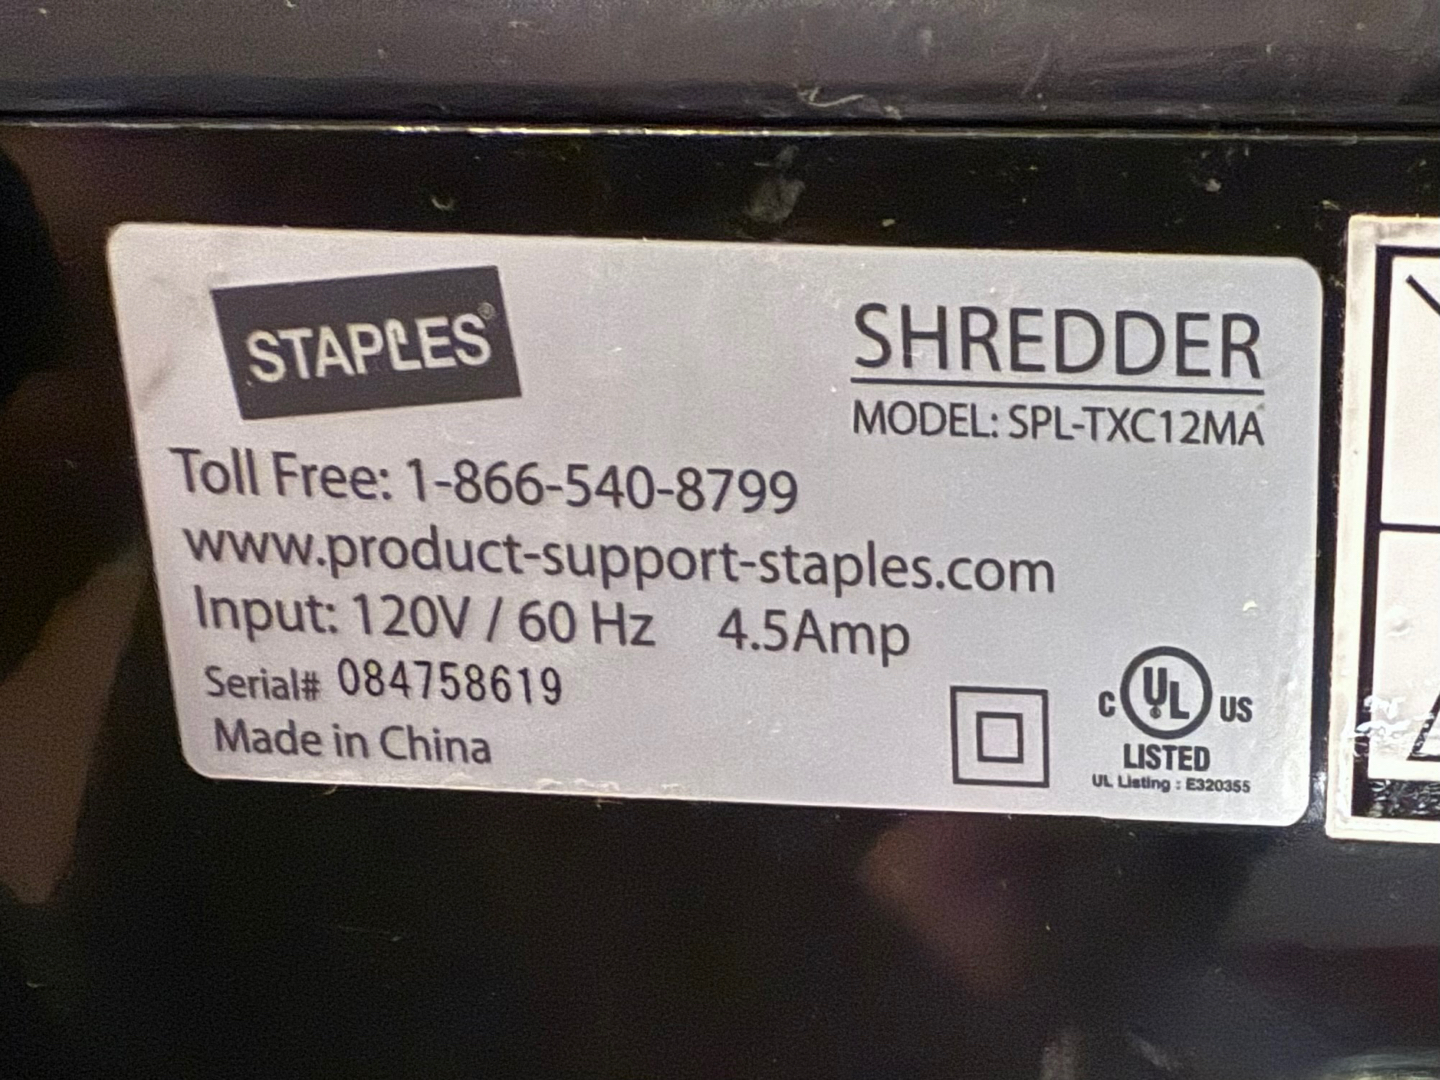 STAPLES®
SHREDDER
MODEL: SPL-TXC12MA
Toll Free: 1-866-540-8799
www.product-support-staples.com
Input: 120V / 60 Hz 4.5Amp
Serial# 084758619
Made in China
C UL US
LISTED
UL Listing : E320355